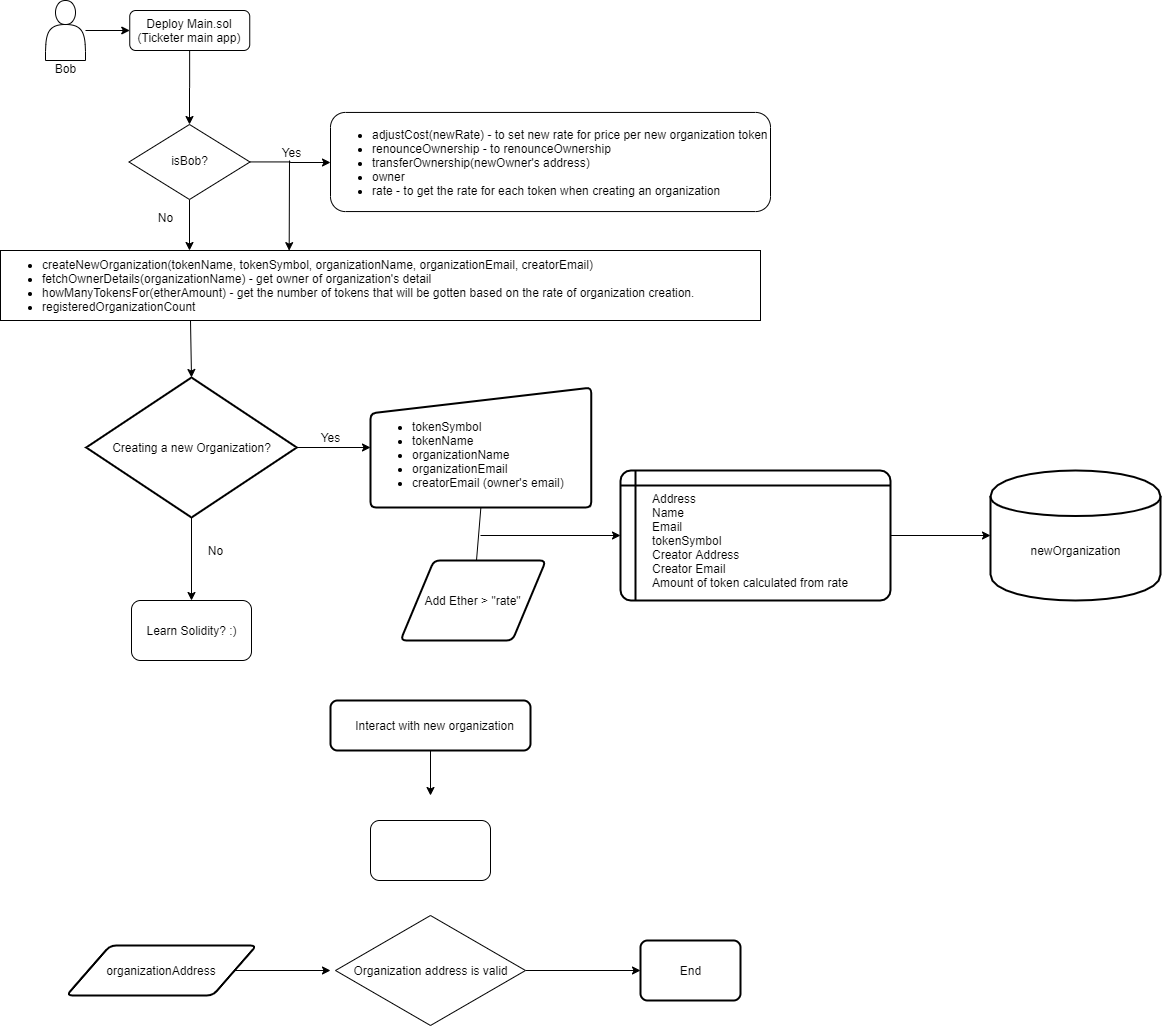 Deploy Main.sol
(Ticketer main app)
Bob
isBob?
Yes
No
adjustCost(newRate) - to set new rate for price per new organization token
renounceOwnership - to renounceOwnership
transferOwnership(newOwner's address)
owner
rate - to get the rate for each token when creating an organization
createNewOrganization(tokenName, tokenSymbol, organizationName, organizationEmail, creatorEmail)
fetchOwnerDetails(organizationName) - get owner of organization's detail
howManyTokensFor(etherAmount) - get the number of tokens that will be gotten based on the rate of organization creation.
registeredOrganizationCount
Creating a new Organization?
Yes
No
tokenSymbol
tokenName
organizationName
organizationEmail
creatorEmail (owner's email)
Add Ether > "rate"
Address
Name
Email
tokenSymbol
Creator Address
Creator Email
Amount of token calculated from rate
newOrganization
Learn Solidity? :)
Interact with new organization
organizationAddress
Organization address is valid
End